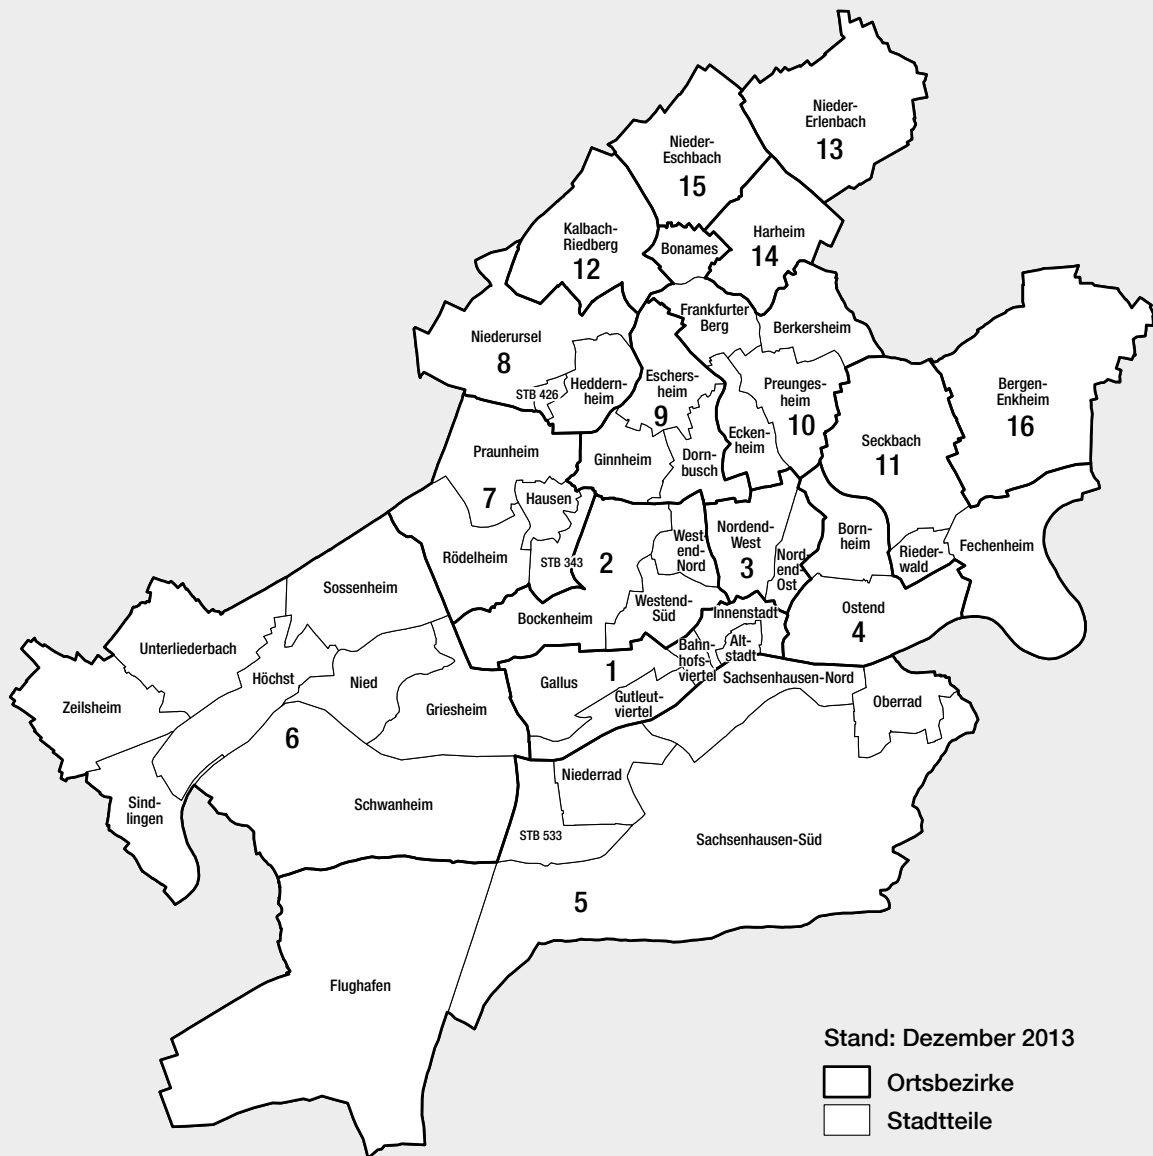 Nieder-
Erlenbach
13
Nieder-
Eschbach
15
Kalbach-
Riedberg
12
Bonames
Harheim
14
Frankfurter
Berg
Berkersheim
Niederursel
8
STB 426
Heddern-
heim
Eschers-
heim
9
Preunges-
heim
10
Ecken-
heim
Bergen-
Enkheim
16
Seckbach
11
Praunheim
7
Ginnheim
Dorn-
busch
Hausen
Rödelheim
STB 343
2
West-
end-
Nord
Nordend-
West
3
Nord-
end-
Ost
Born-
heim
Rieder-
wald
Fechenheim
Sossenheim
Bockenheim
Westend-
Süd
Innenstadt
Ostend
4
Unterliederbach
Höchst
Nied
Zeilsheim
Griesheim
Gallus
1
Gutleut-
viertel
Bahn-
hofs-
viertel
Alt-
stadt
Sachsenhausen-Nord
Oberrad
6
Sind-
lingen
Schwanheim
Niederrad
STB 533
Sachsenhausen-Süd
5
Flughafen
Stand: Dezember 2013
Ortsbezirke
Stadtteile